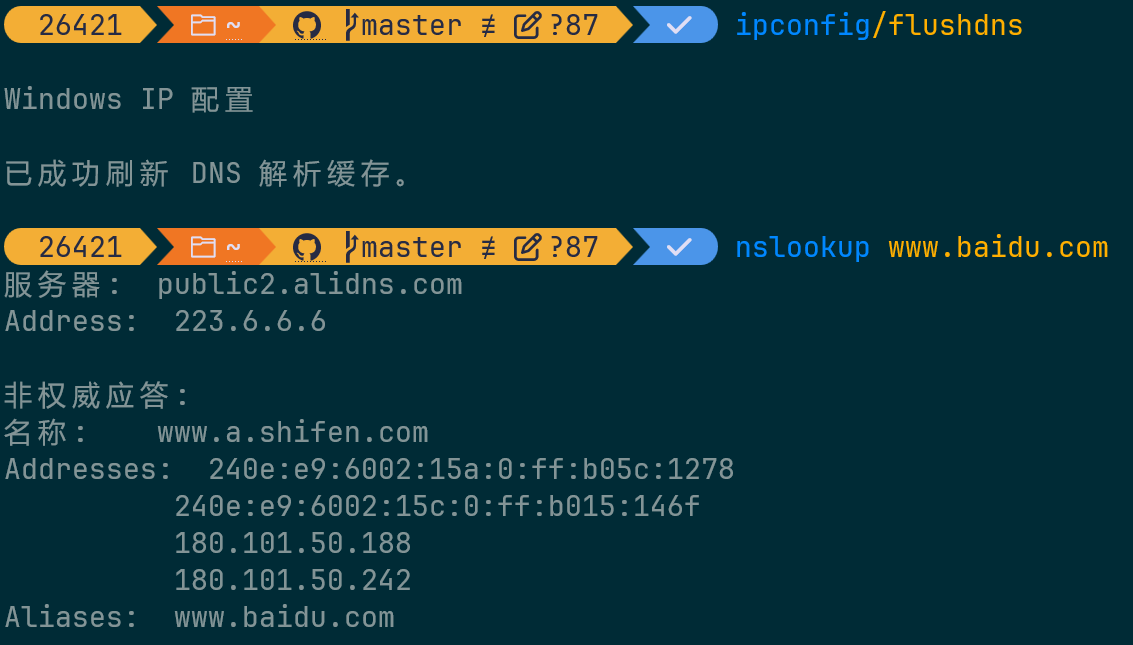 26421 ~ master ≢ ?87 ipconfig/flushdns
Windows IP 配置
已成功刷新 DNS 解析缓存。
26421 ~ master ≢ ?87 nslookup www.baidu.com
服务器:  public2.alidns.com
Address:  223.6.6.6
非权威应答:
名称:    www.a.shifen.com
Addresses:  240e:e9:6002:15a:0:ff:b05c:1278
          240e:e9:6002:15c:0:ff:b015:146f
          180.101.50.188
          180.101.50.242
Aliases:  www.baidu.com